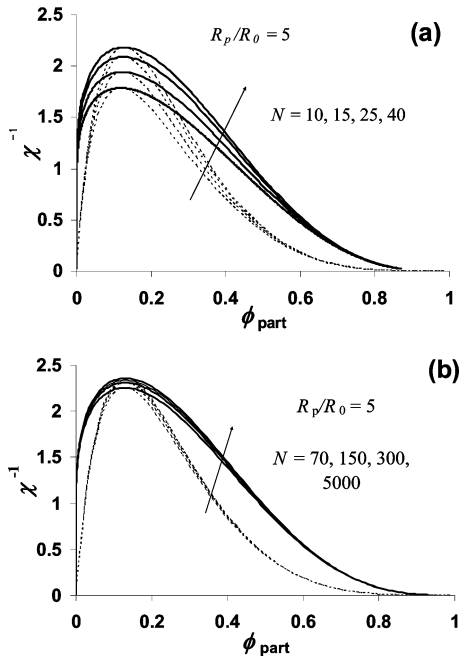 (a)
R_p/R_0 = 5
N = 10, 15, 25, 40
χ^-1
2.5
2
1.5
1
0.5
0
0 0.2 0.4 0.6 0.8 1
ϕ_part
(b)
R_p/R_0 = 5
N = 70, 150, 300,
5000
χ^-1
2.5
2
1.5
1
0.5
0
0 0.2 0.4 0.6 0.8 1
ϕ_part